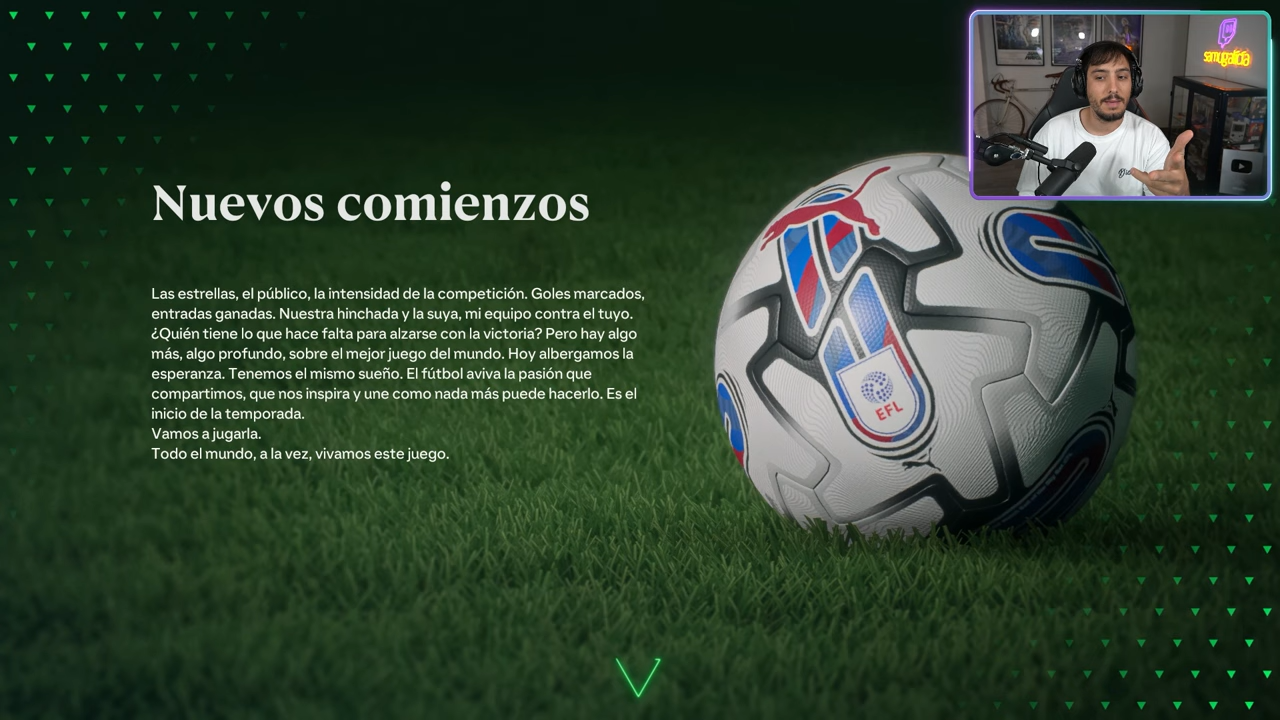 samugarda
Nuevos comienzos
Las estrellas, el público, la intensidad de la competición. Goles marcados,
entradas ganadas. Nuestra hinchada y la suya, mi equipo contra el tuyo.
¿Quién tiene lo que hace falta para alzarse con la victoria? Pero hay algo
más, algo profundo, sobre el mejor juego del mundo. Hoy albergamos la
esperanza. Tenemos el mismo sueño. El fútbol aviva la pasión que
compartimos, que nos inspira y une como nada más puede hacerlo. Es el
inicio de la temporada.
Vamos a jugarla.
Todo el mundo, a la vez, vivamos este juego.
EFL